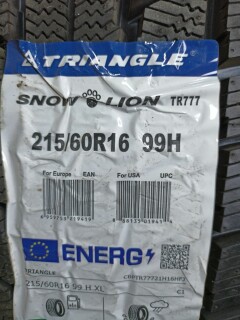 TRIANGLE
SNOW LION TR777
215/60R16 99H
For Europe EAN For USA UPC
ENERG
TRIANGLE
215/60R16 99 H XL C1